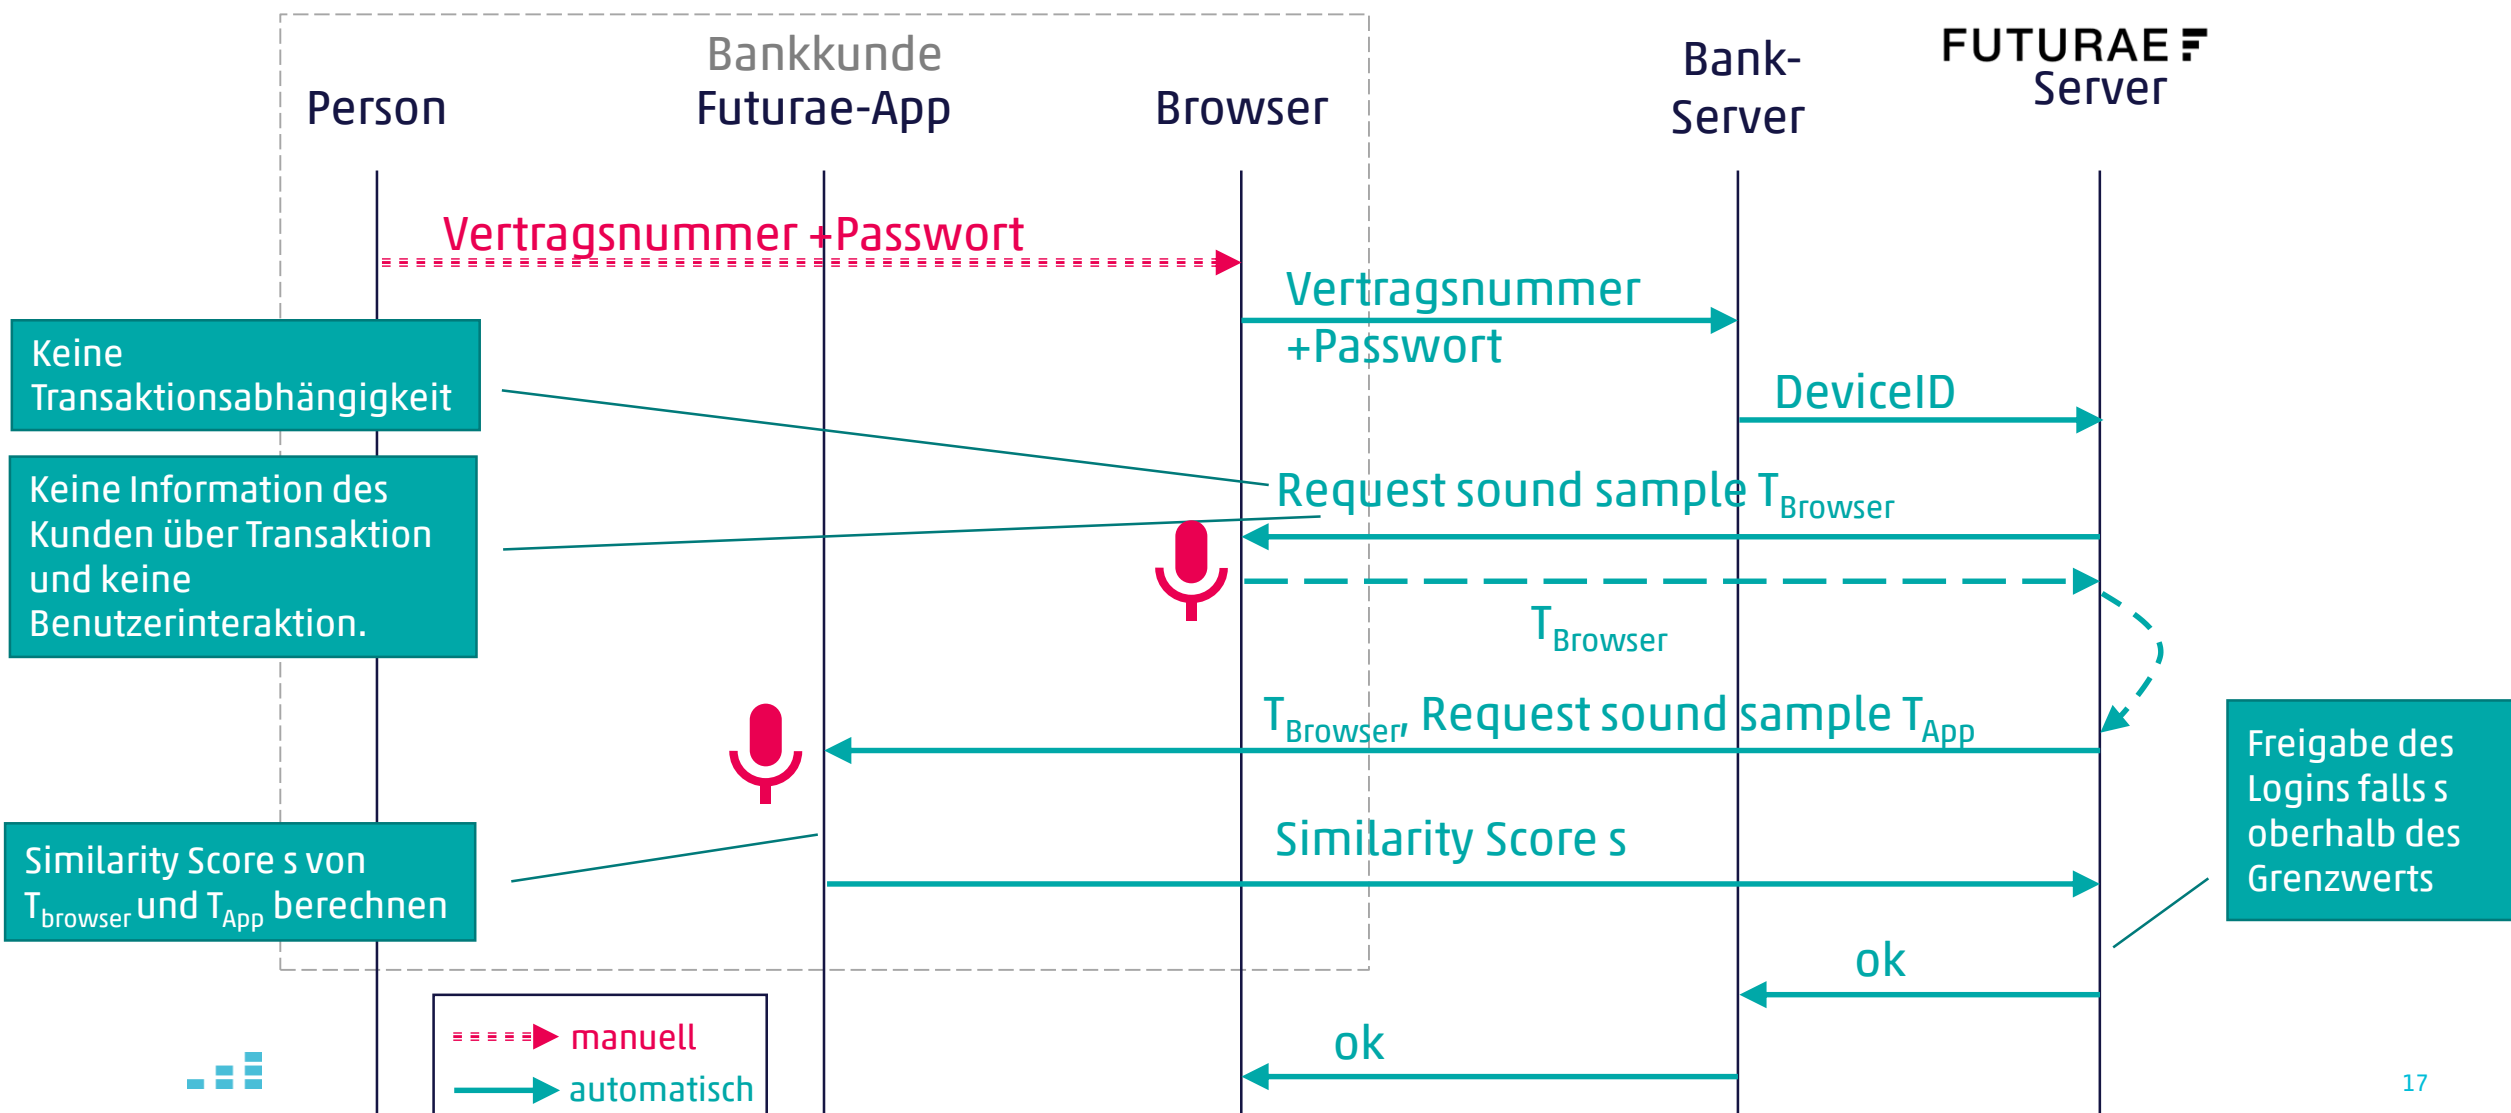 Bankkunde
Person
Futurae-App
Browser
Bank-
Server
FUTURAE
Server
Vertragsnummer +Passwort
Vertragsnummer
+Passwort
Keine
Transaktionsabhängigkeit
DeviceID
Keine Information des
Kunden über Transaktion
und keine
Benutzerinteraktion.
Request sound sample TBrowser
TBrowser
TBrowser, Request sound sample TApp
Freigabe des
Logins falls s
oberhalb des
Grenzwerts
Similarity Score s
Similarity Score s von
Tbrowser und TApp berechnen
ok
ok
manuell
automatisch
17